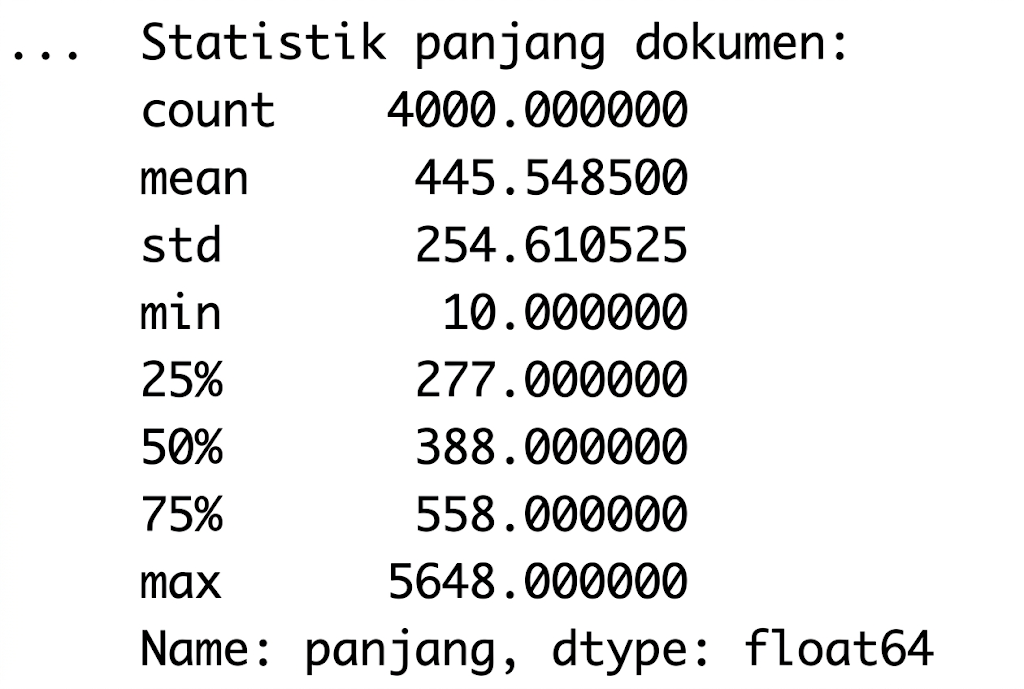 ... Statistik panjang dokumen:
count    4000.000000
mean      445.548500
std       254.610525
min        10.000000
25%       277.000000
50%       388.000000
75%       558.000000
max      5648.000000
Name: panjang, dtype: float64